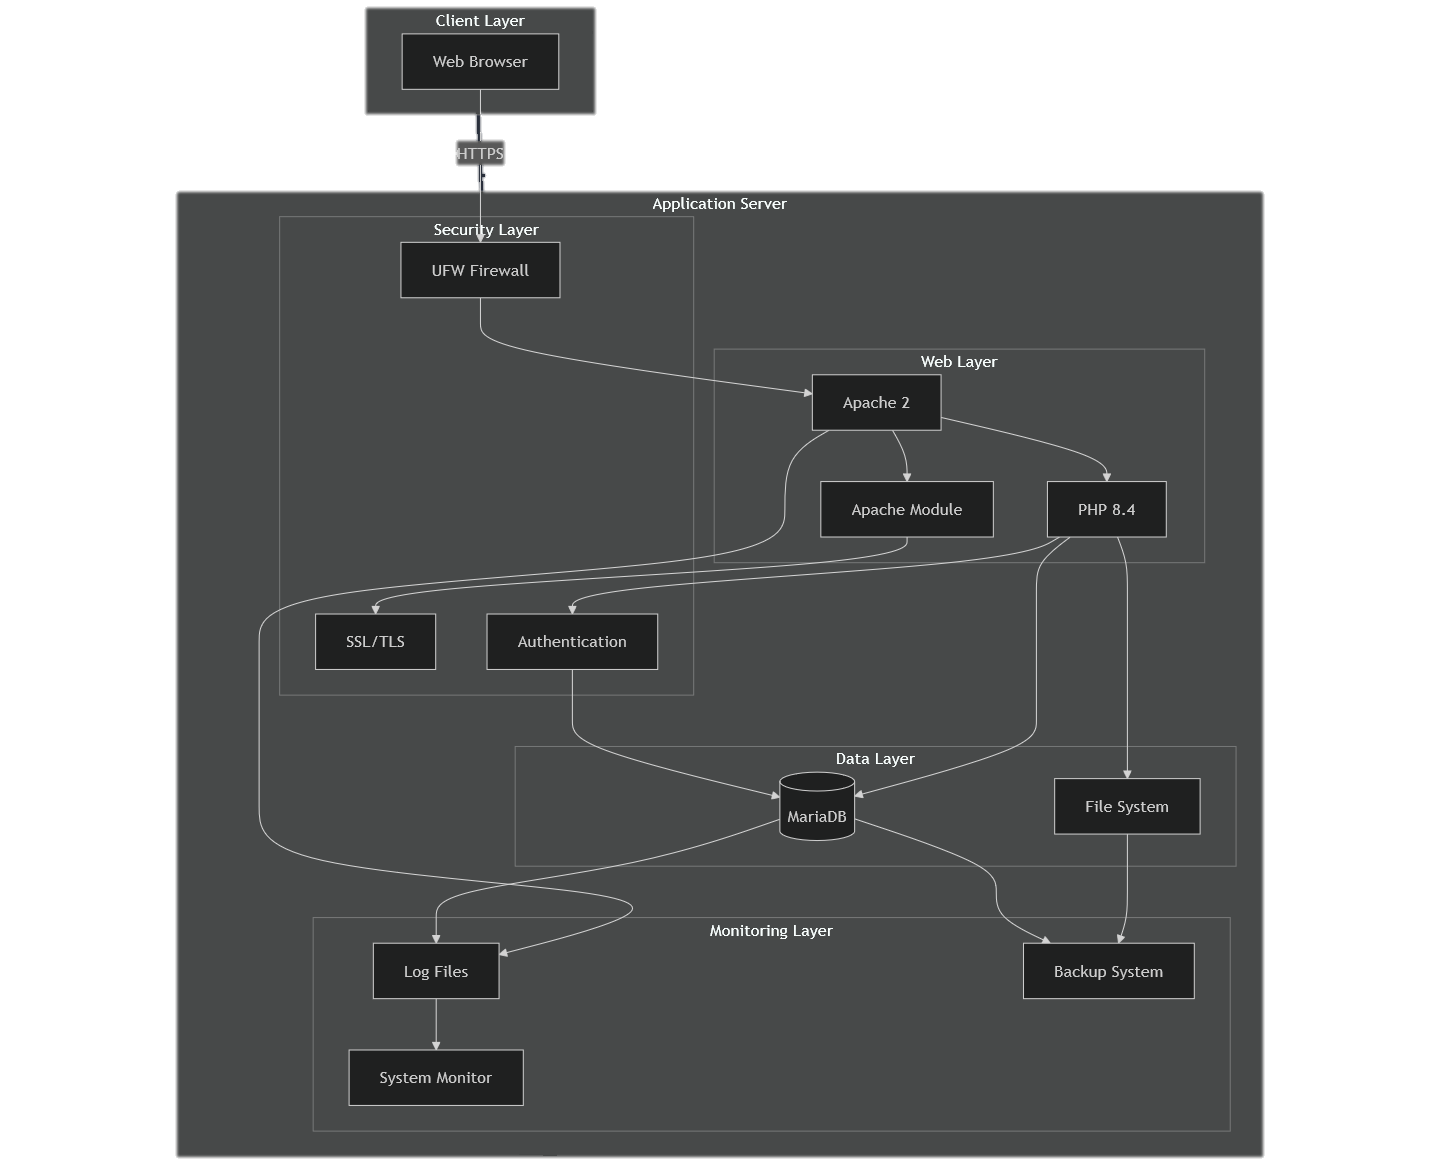 Client Layer
Web Browser
HTTPS
Application Server
Security Layer
UFW Firewall
Web Layer
Apache 2
Apache Module
PHP 8.4
SSL/TLS
Authentication
Data Layer
MariaDB
File System
Monitoring Layer
Log Files
Backup System
System Monitor